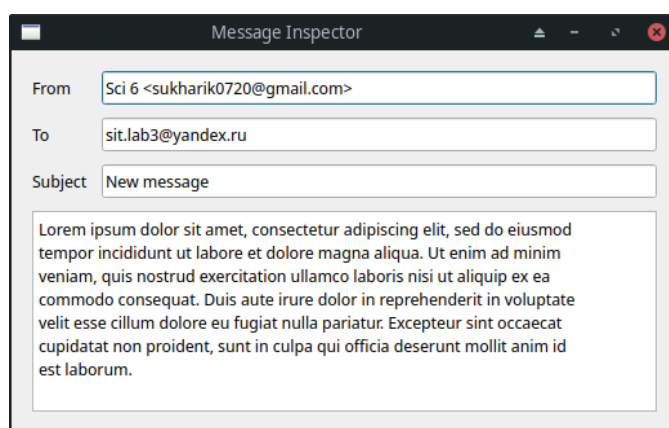 Message Inspector
From Sci 6 <sukharik0720@gmail.com>
To sit.lab3@yandex.ru
Subject New message
Lorem ipsum dolor sit amet, consectetur adipiscing elit, sed do eiusmod
tempor incididunt ut labore et dolore magna aliqua. Ut enim ad minim
veniam, quis nostrud exercitation ullamco laboris nisi ut aliquip ex ea
commodo consequat. Duis aute irure dolor in reprehenderit in voluptate
velit esse cillum dolore eu fugiat nulla pariatur. Excepteur sint occaecat
cupidatat non proident, sunt in culpa qui officia deserunt mollit anim id
est laborum.